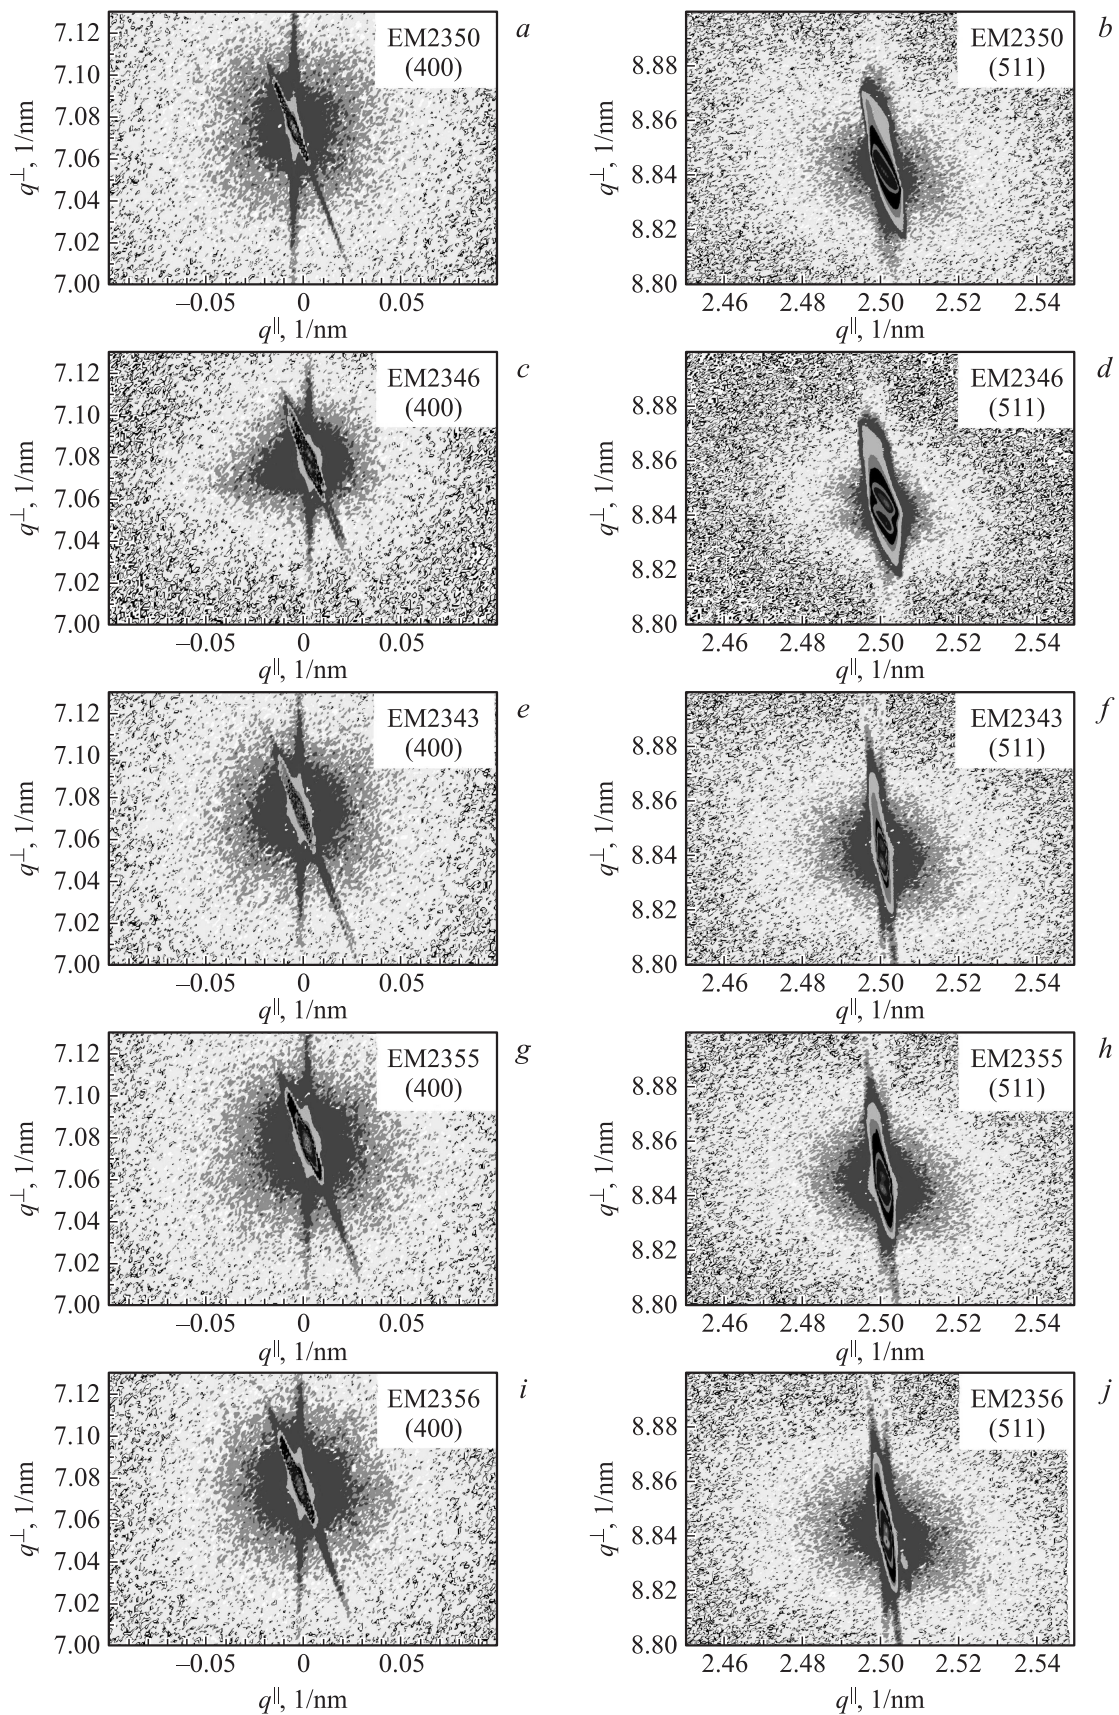 EM2350
(400)
a
7.12
7.10
7.08
7.06
7.04
7.02
7.00
q⊥, 1/nm
–0.05
0
0.05
q||, 1/nm
EM2350
(511)
b
8.88
8.86
8.84
8.82
8.80
q⊥, 1/nm
2.46
2.48
2.50
2.52
2.54
q||, 1/nm
EM2346
(400)
c
7.12
7.10
7.08
7.06
7.04
7.02
7.00
q⊥, 1/nm
–0.05
0
0.05
q||, 1/nm
EM2346
(511)
d
8.88
8.86
8.84
8.82
8.80
q⊥, 1/nm
2.46
2.48
2.50
2.52
2.54
q||, 1/nm
EM2343
(400)
e
7.12
7.10
7.08
7.06
7.04
7.02
7.00
q⊥, 1/nm
–0.05
0
0.05
q||, 1/nm
EM2343
(511)
f
8.88
8.86
8.84
8.82
8.80
q⊥, 1/nm
2.46
2.48
2.50
2.52
2.54
q||, 1/nm
EM2355
(400)
g
7.12
7.10
7.08
7.06
7.04
7.02
7.00
q⊥, 1/nm
–0.05
0
0.05
q||, 1/nm
EM2355
(511)
h
8.88
8.86
8.84
8.82
8.80
q⊥, 1/nm
2.46
2.48
2.50
2.52
2.54
q||, 1/nm
EM2356
(400)
i
7.12
7.10
7.08
7.06
7.04
7.02
7.00
q⊥, 1/nm
–0.05
0
0.05
q||, 1/nm
EM2356
(511)
j
8.88
8.86
8.84
8.82
8.80
q⊥, 1/nm
2.46
2.48
2.50
2.52
2.54
q||, 1/nm